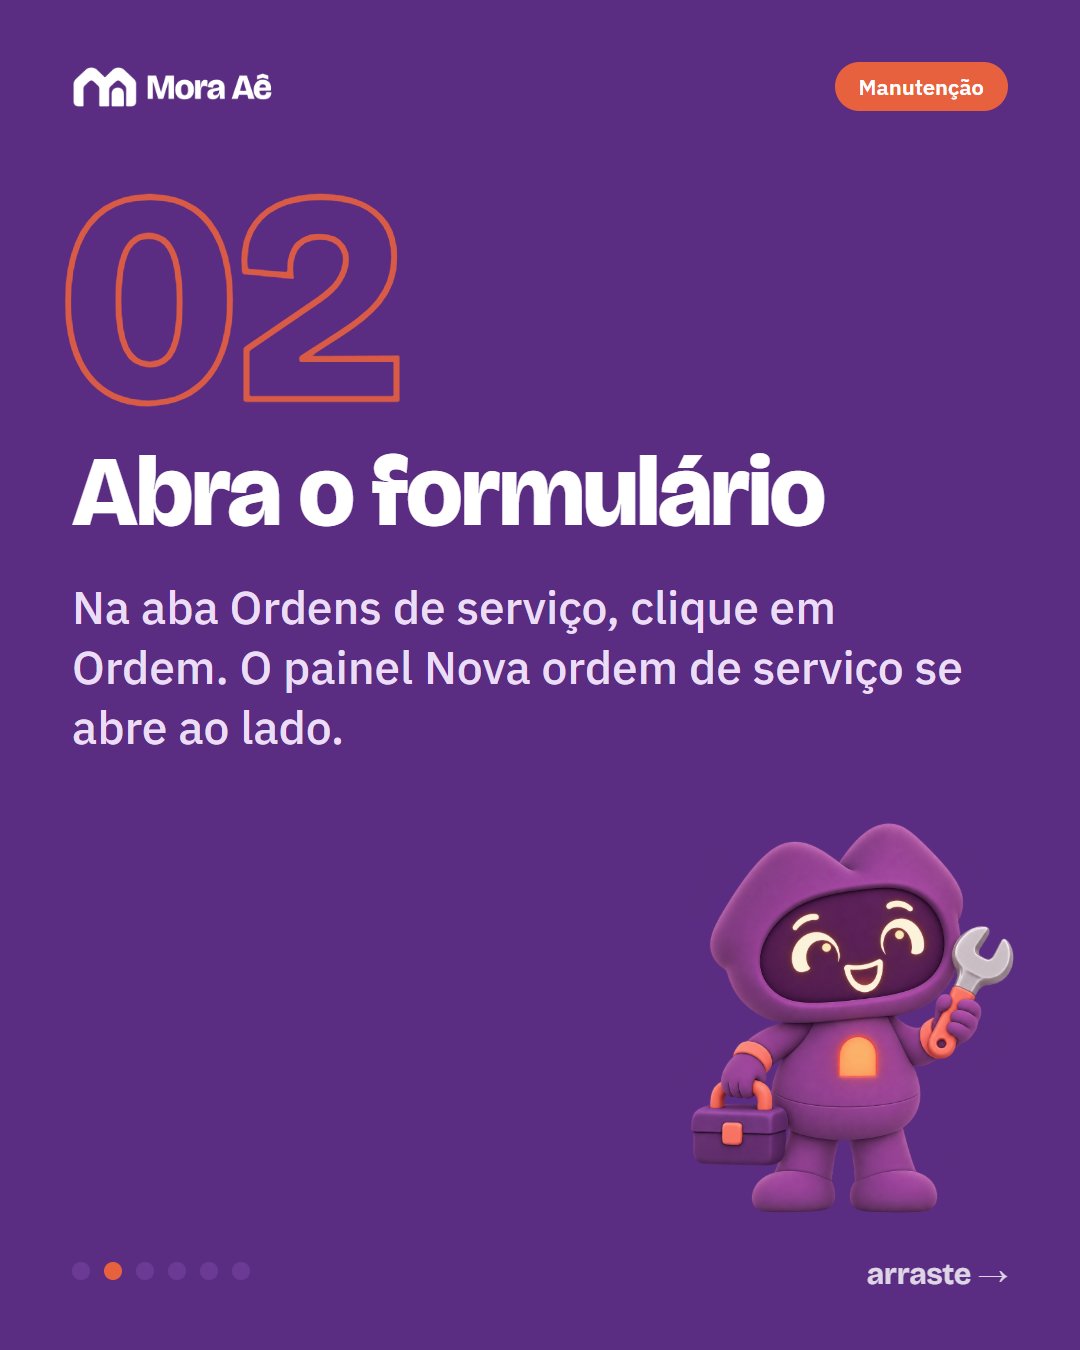 Mora Aê
Manutenção
02
Abra o formulário
Na aba Ordens de serviço, clique em
Ordem. O painel Nova ordem de serviço se
abre ao lado.
arraste →